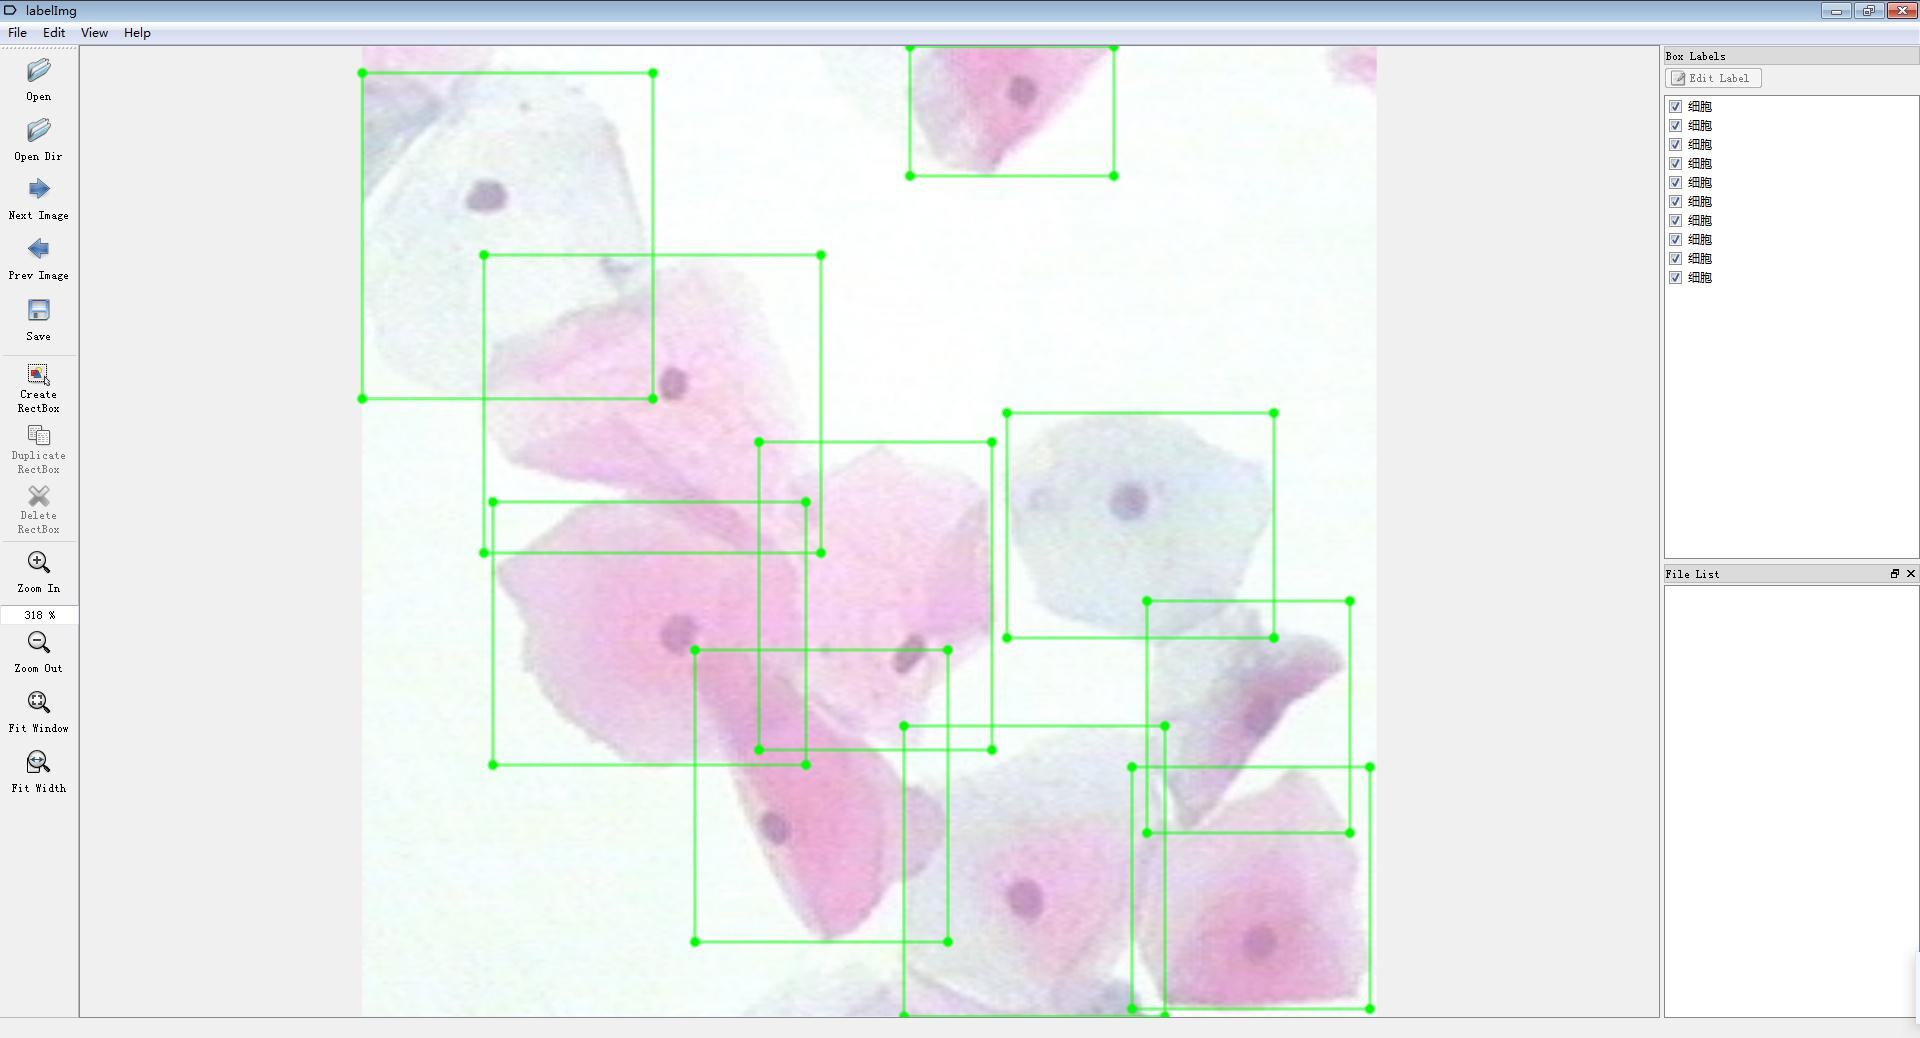 labelImg
File Edit View Help
Open
Open Dir
Next Image
Prev Image
Save
Create
RectBox
Duplicate
RectBox
Delete
RectBox
Zoom In
318 %
Zoom Out
Fit Window
Fit Width
Box Labels
Edit Label
细胞
细胞
细胞
细胞
细胞
细胞
细胞
细胞
细胞
细胞
File List